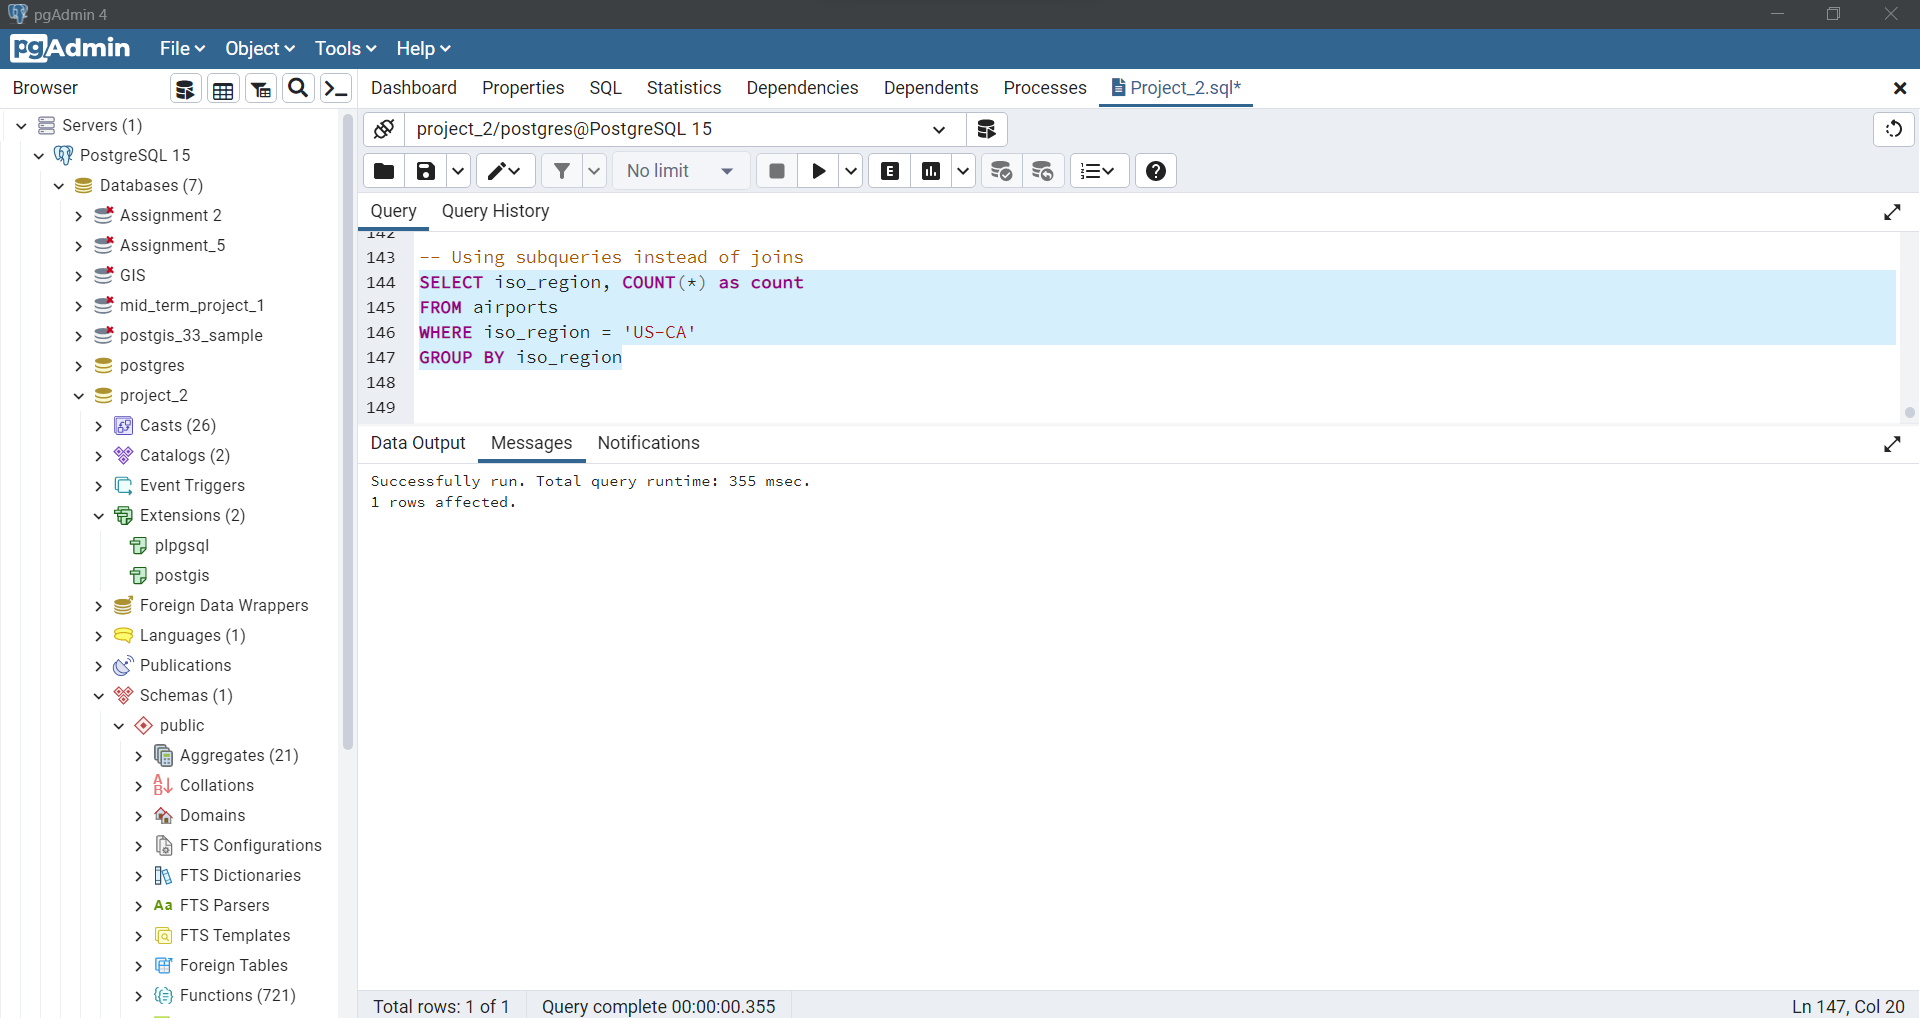 pgAdmin 4
pgAdmin File Object Tools Help
Browser
Dashboard Properties SQL Statistics Dependencies Dependents Processes Project_2.sql*
project_2/postgres@PostgreSQL 15
No limit
E
Query Query History
Servers (1)
PostgreSQL 15
Databases (7)
Assignment 2
Assignment_5
GIS
mid_term_project_1
postgis_33_sample
postgres
project_2
Casts (26)
Catalogs (2)
Event Triggers
Extensions (2)
plpgsql
postgis
Foreign Data Wrappers
Languages (1)
Publications
Schemas (1)
public
Aggregates (21)
Collations
Domains
FTS Configurations
FTS Dictionaries
Aa FTS Parsers
FTS Templates
Foreign Tables
Functions (721)
142
143 -- Using subqueries instead of joins
144 SELECT iso_region, COUNT(*) as count
145 FROM airports
146 WHERE iso_region = 'US-CA'
147 GROUP BY iso_region
148
149
Data Output Messages Notifications
Successfully run. Total query runtime: 355 msec.
1 rows affected.
Total rows: 1 of 1 Query complete 00:00:00.355 Ln 147, Col 20